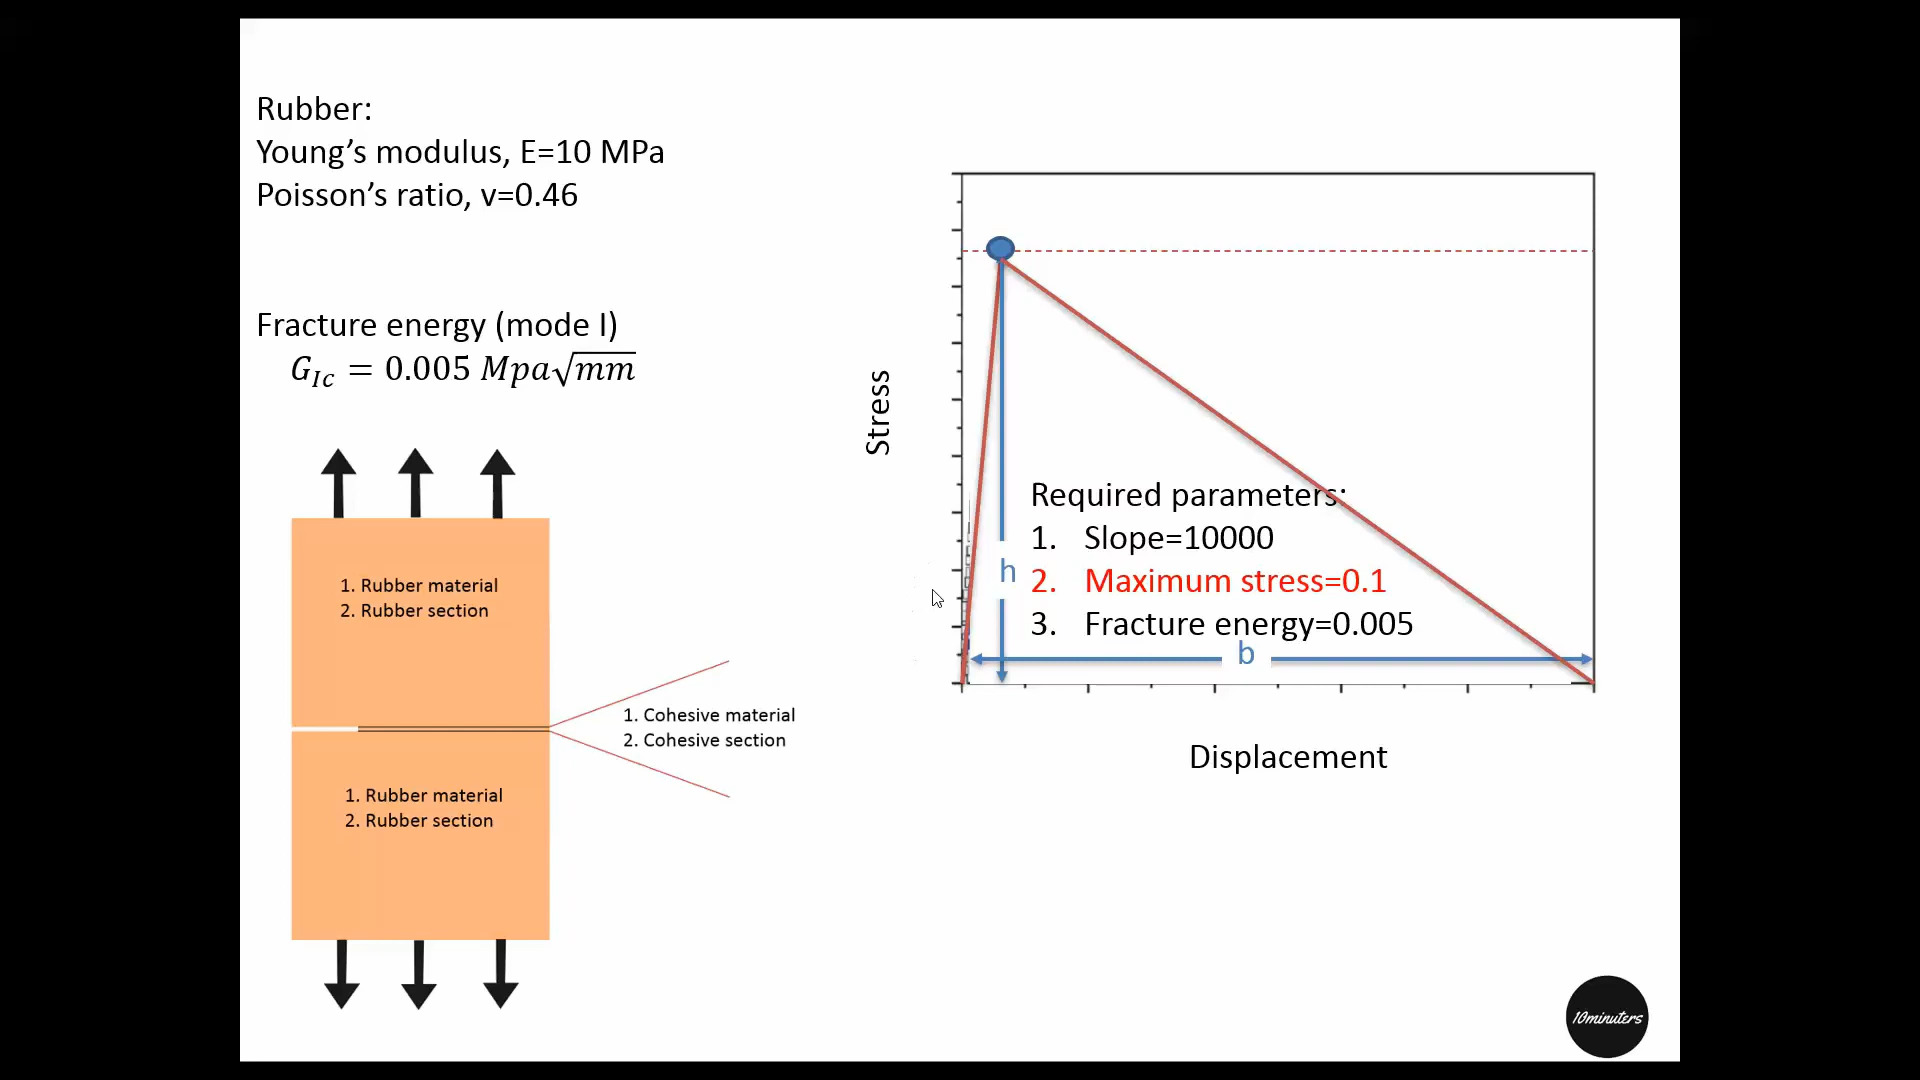 Rubber:
Young’s modulus, E=10 MPa
Poisson’s ratio, v=0.46
Fracture energy (mode I)
G_{Ic} = 0.005 Mpa√mm
1. Rubber material
2. Rubber section
1. Cohesive material
2. Cohesive section
1. Rubber material
2. Rubber section
Stress
Required parameters:
1. Slope=10000
h
2. Maximum stress=0.1
3. Fracture energy=0.005
b
Displacement
10minuters